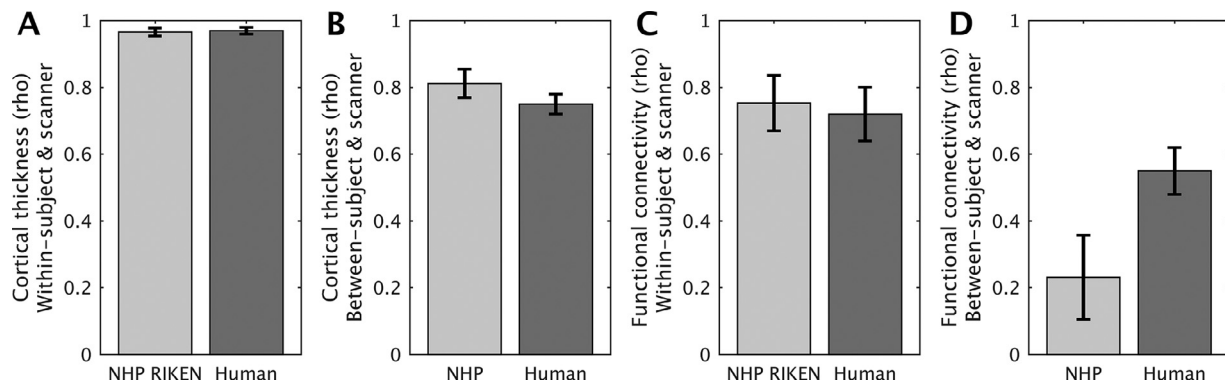 A
Cortical thickness (rho)
Within-subject & scanner
1
0.8
0.6
0.4
0.2
0
NHP RIKEN
Human
B
Cortical thickness (rho)
Between-subject & scanner
1
0.8
0.6
0.4
0.2
0
NHP
Human
C
Functional connectivity (rho)
Within-subject & scanner
1
0.8
0.6
0.4
0.2
0
NHP RIKEN
Human
D
Functional connectivity (rho)
Between-subject & scanner
1
0.8
0.6
0.4
0.2
0
NHP
Human